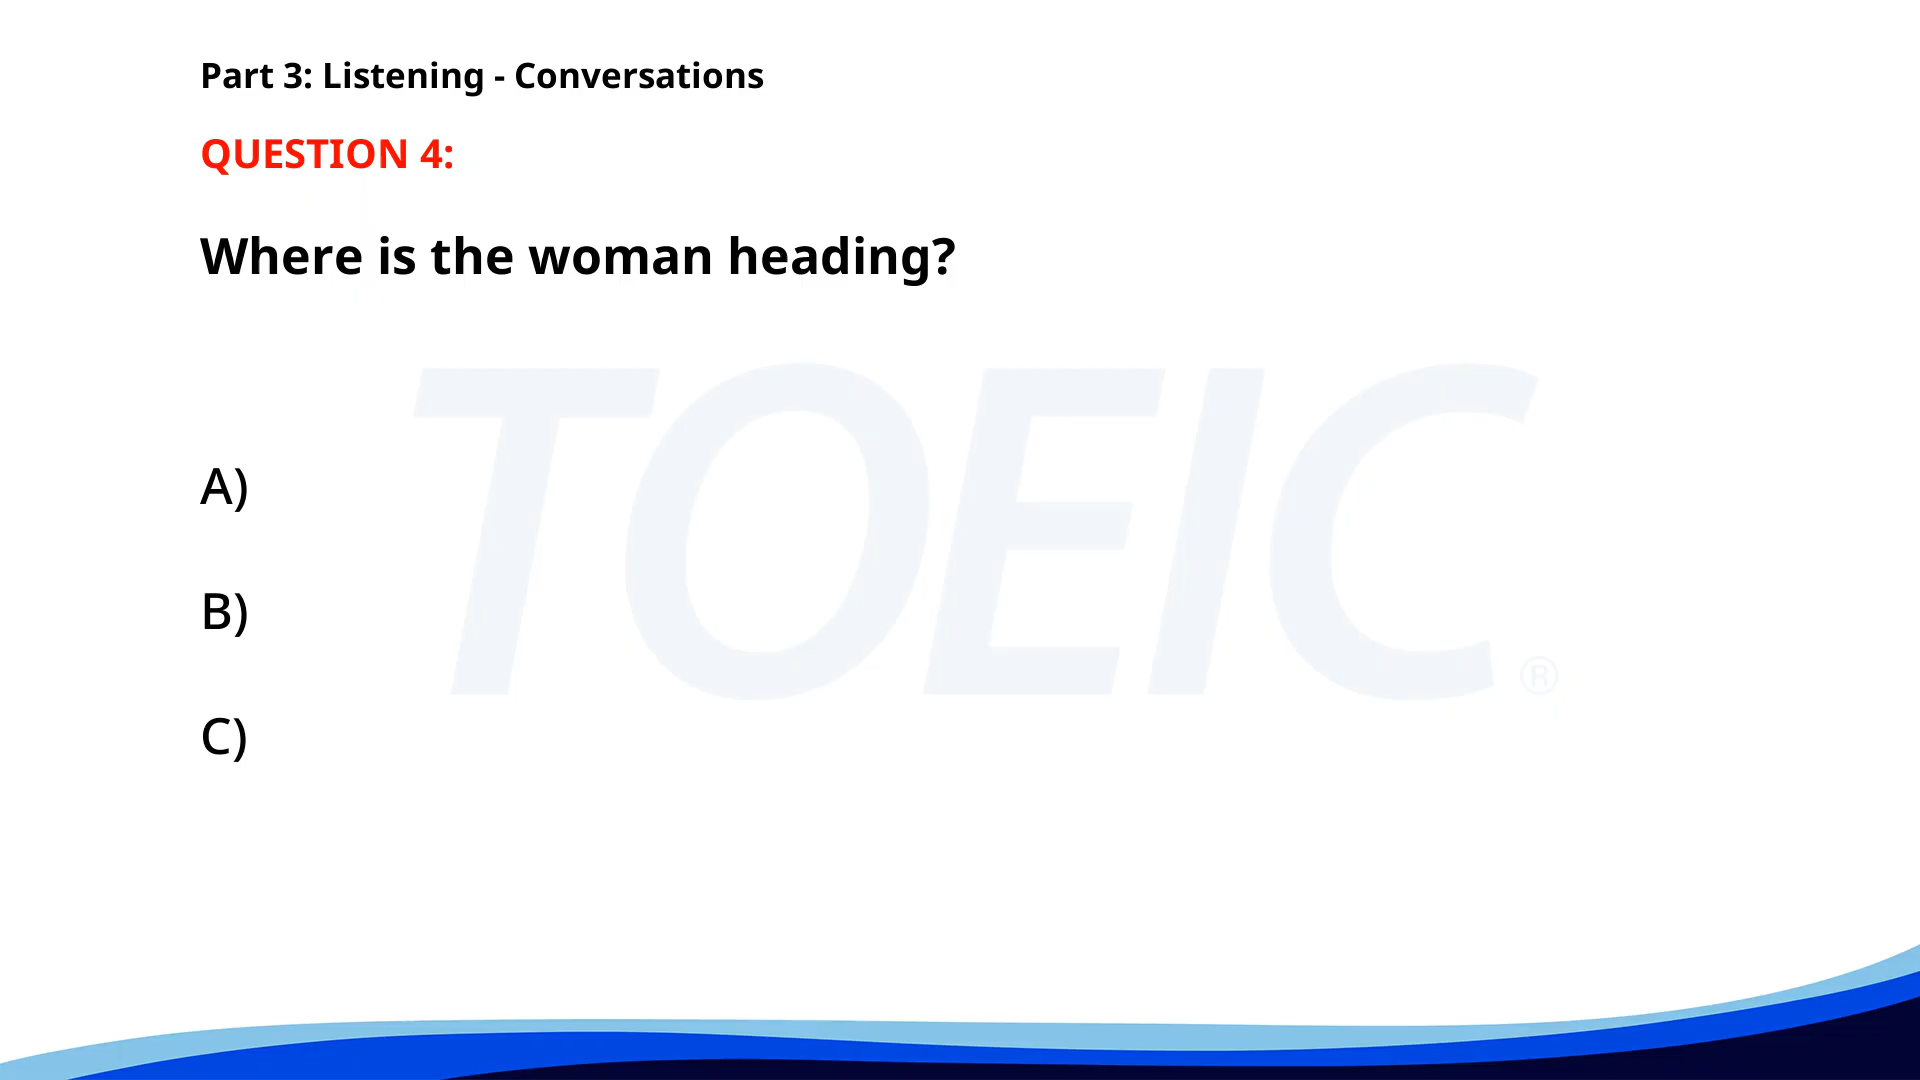 Part 3: Listening - Conversations
QUESTION 4:
Where is the woman heading?
TOEIC®
A)
B)
C)